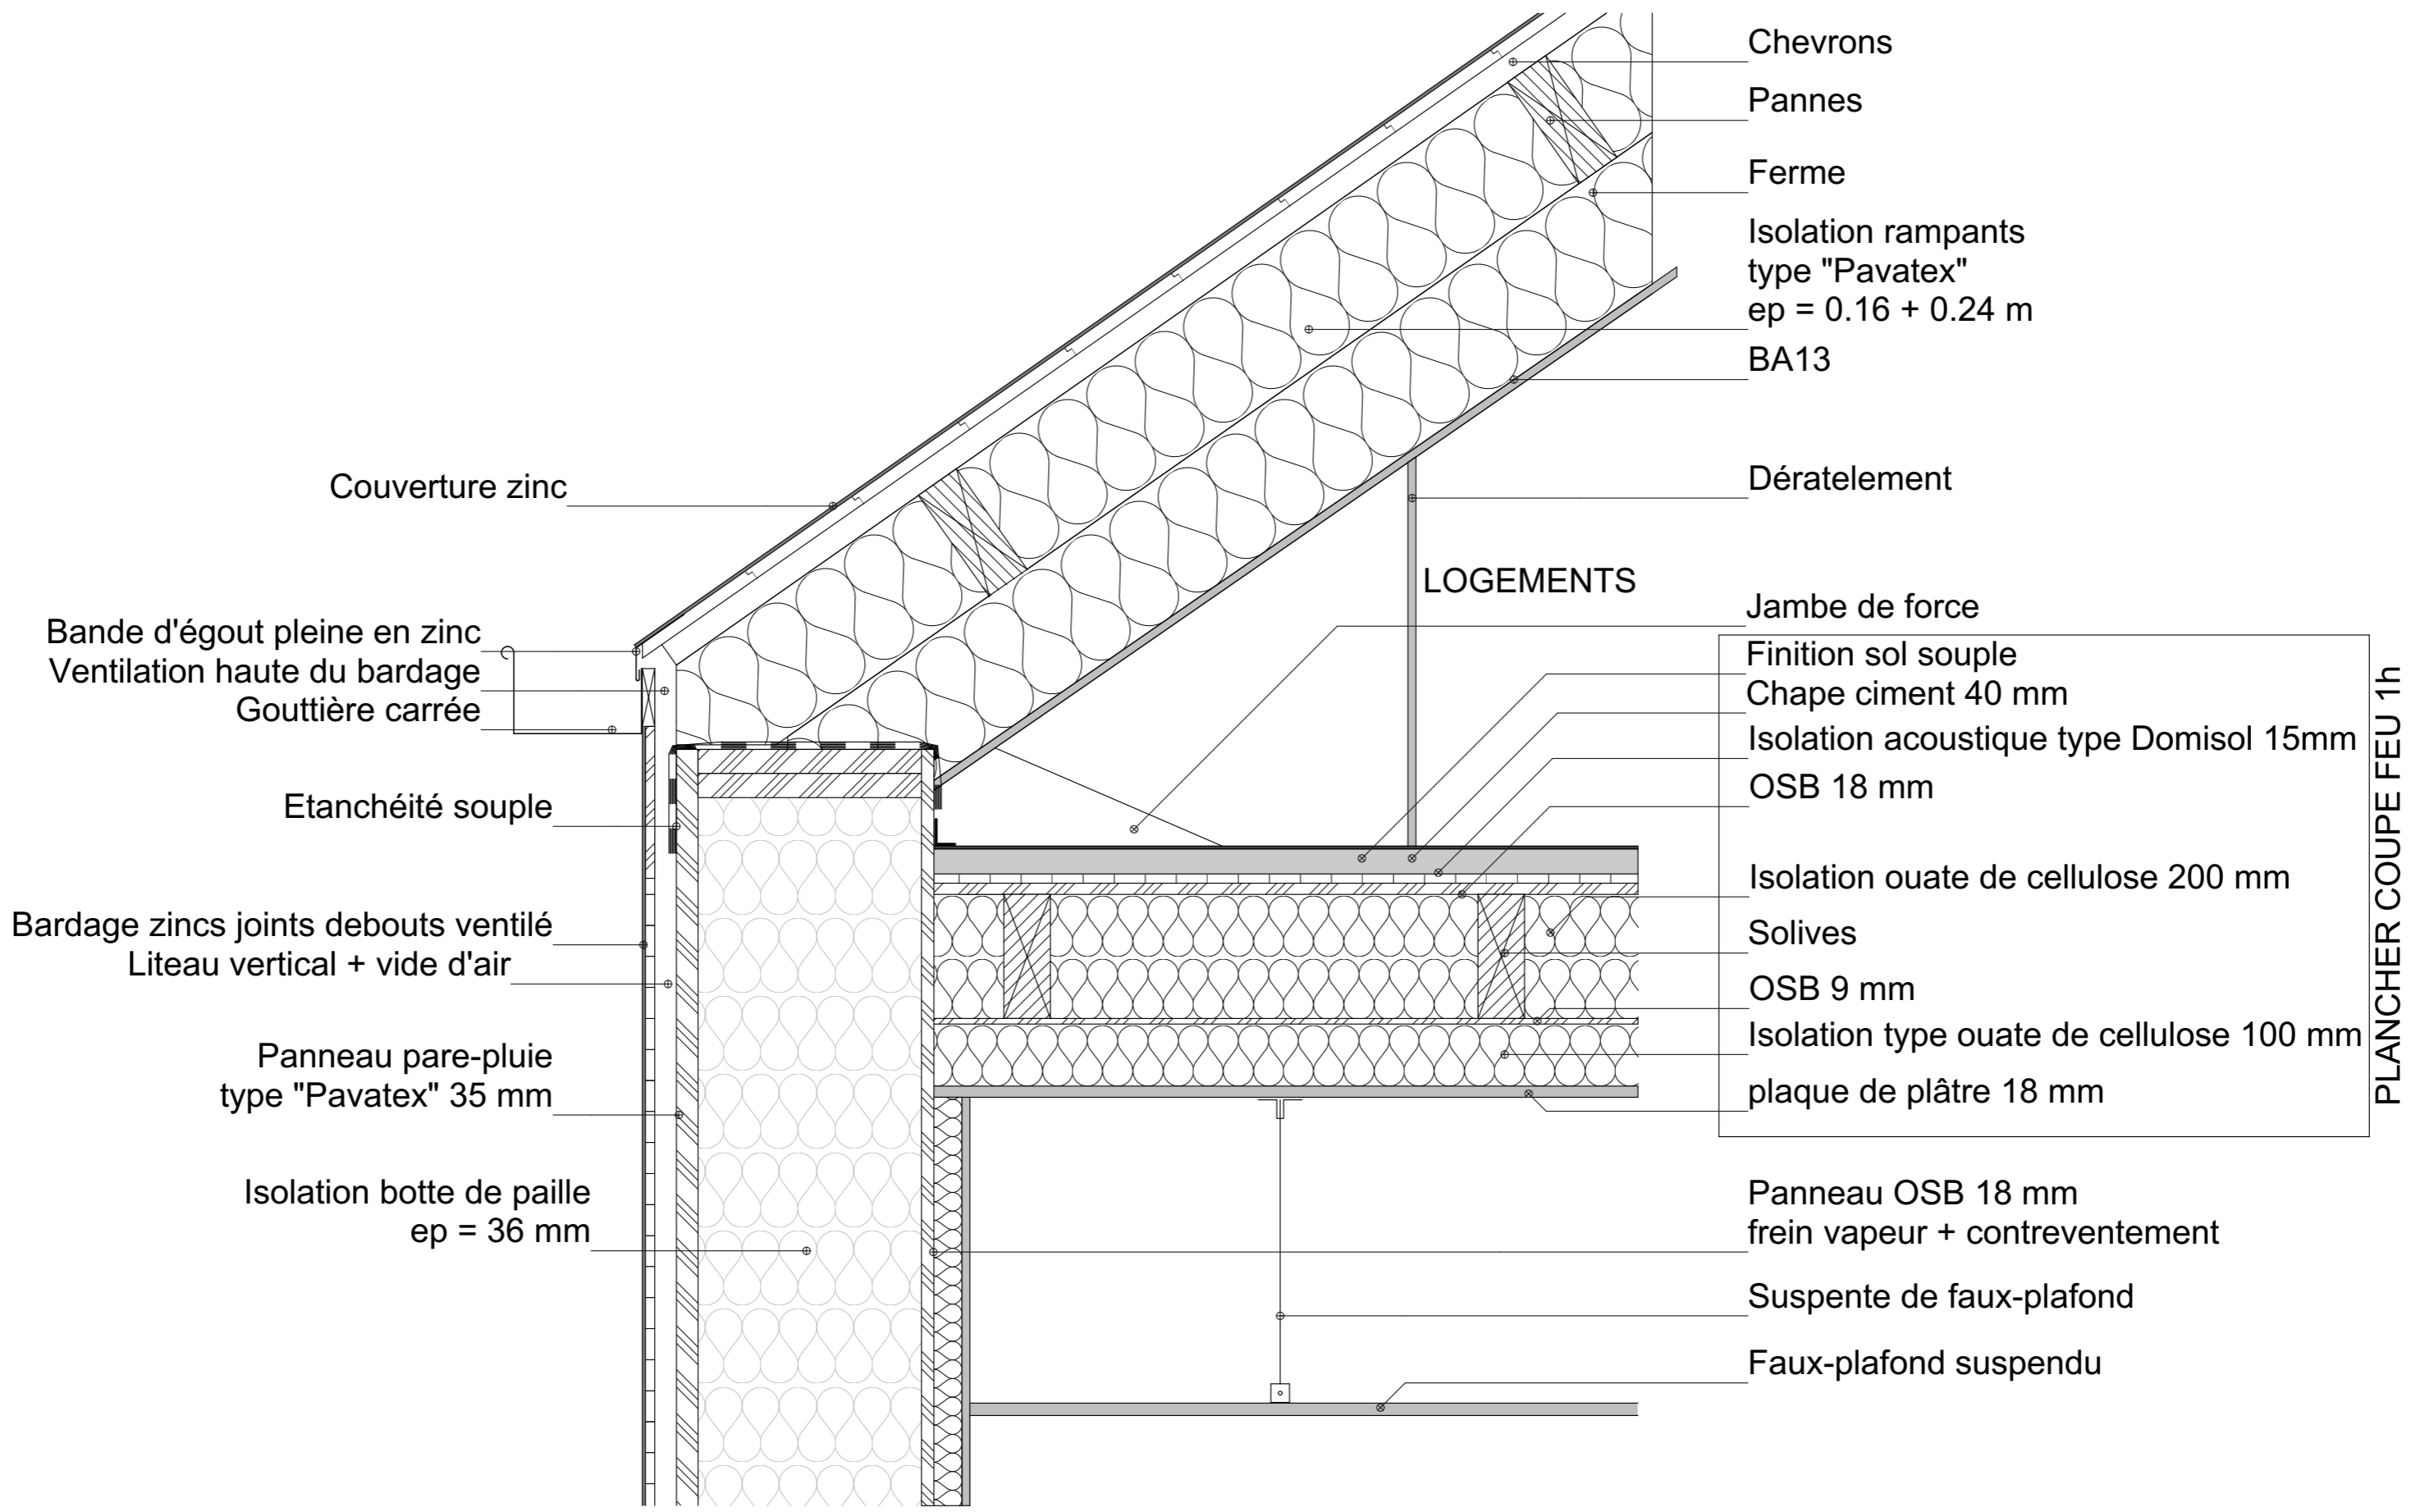 Chevrons
Pannes
Ferme
Isolation rampants
type "Pavatex"
ep = 0.16 + 0.24 m
BA13
Couverture zinc
Dératelement
LOGEMENTS
Bande d'égout pleine en zinc
Ventilation haute du bardage
Gouttière carrée
Etanchéité souple
Bardage zincs joints debouts ventilé
Liteau vertical + vide d'air
Panneau pare-pluie
type "Pavatex" 35 mm
Isolation botte de paille
ep = 36 mm
Jambe de force
Finition sol souple
Chape ciment 40 mm
Isolation acoustique type Domisol 15mm
OSB 18 mm
Isolation ouate de cellulose 200 mm
Solives
OSB 9 mm
Isolation type ouate de cellulose 100 mm
plaque de plâtre 18 mm
PLANCHER COUPE FEU 1h
Panneau OSB 18 mm
frein vapeur + contreventement
Suspente de faux-plafond
Faux-plafond suspendu